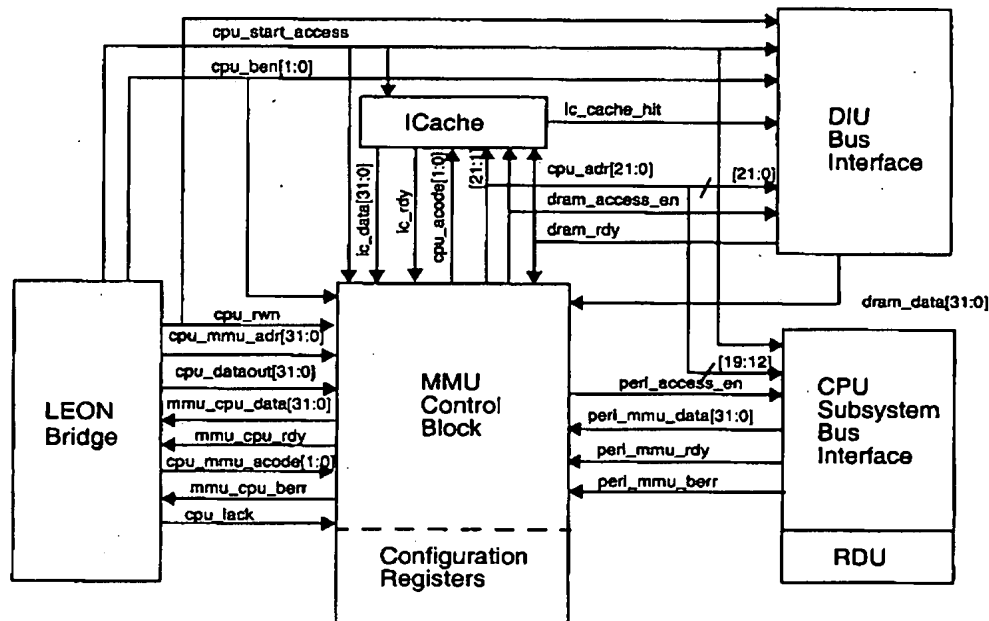 cpu_start_access
cpu_ben[1:0]
ICache
ic_cache_hit
DIU
Bus
Interface
ic_data[31:0]
ic_rdy
cpu_acode[1:0]
[21:1]
cpu_adr[21:0]
[21:0]
dram_access_en
dram_rdy
dram_data[31:0]
LEON
Bridge
cpu_rwn
cpu_mmu_adr[31:0]
cpu_dataout[31:0]
mmu_cpu_data[31:0]
mmu_cpu_rdy
cpu_mmu_acode[1:0]
mmu_cpu_berr
cpu_iack
MMU
Control
Block
Configuration
Registers
[19:12]
peri_access_en
peri_mmu_data[31:0]
peri_mmu_rdy
peri_mmu_berr
CPU
Subsystem
Bus
Interface
RDU